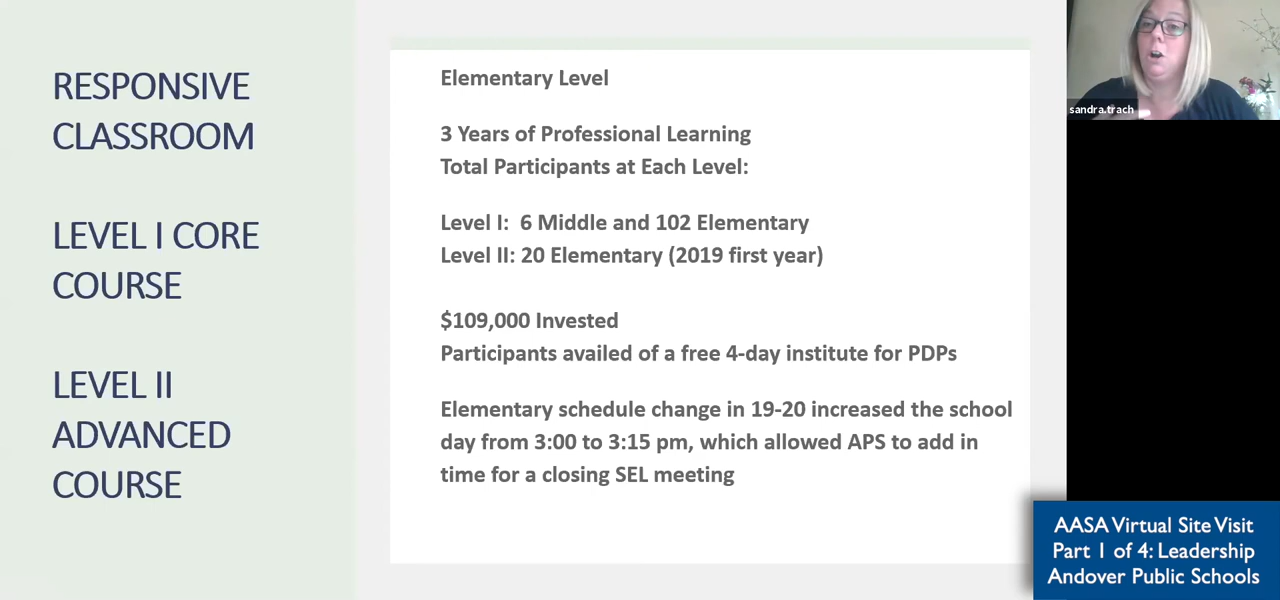 RESPONSIVE
CLASSROOM
LEVEL I CORE
COURSE
LEVEL II
ADVANCED
COURSE
Elementary Level
3 Years of Professional Learning
Total Participants at Each Level:
Level I:  6 Middle and 102 Elementary
Level II: 20 Elementary (2019 first year)
$109,000 Invested
Participants availed of a free 4-day institute for PDPs
Elementary schedule change in 19-20 increased the school
day from 3:00 to 3:15 pm, which allowed APS to add in
time for a closing SEL meeting
sandra.trach
AASA Virtual Site Visit
Part 1 of 4: Leadership
Andover Public Schools